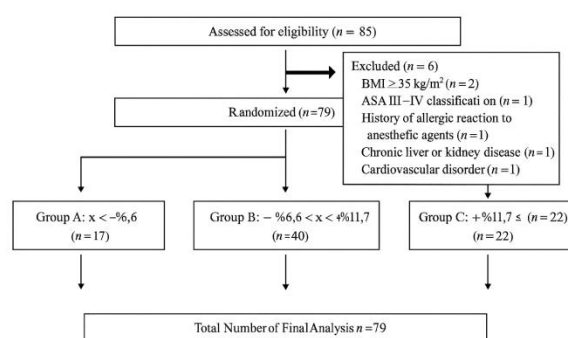 Assessed for eligibility (n = 85)
Excluded (n = 6)
BMI ≥ 35 kg/m² (n = 2)
ASA III–IV classificati on (n = 1)
History of allergic reaction to
anesthefic agents (n = 1)
Chronic liver or kidney disease (n = 1)
Cardiovascular disorder (n = 1)
Randomized (n = 79)
Group A: x < –%6,6
(n = 17)
Group B: – %6,6 < x < +%11,7
(n = 40)
Group C: +%11,7 ≤ (n = 22)
(n = 22)
Total Number of Final Analysis n = 79